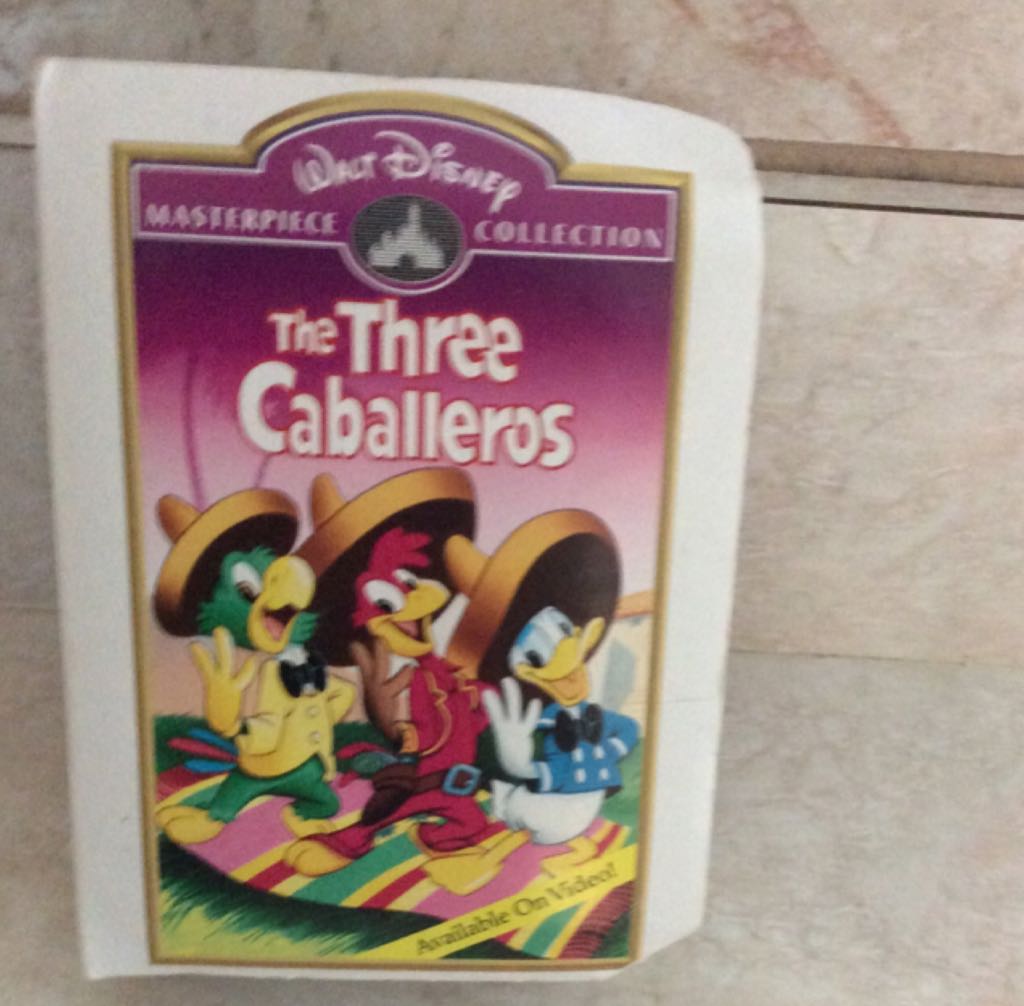 Walt Disney
MASTERPIECE COLLECTION
The Three
Caballeros
Available On Video!